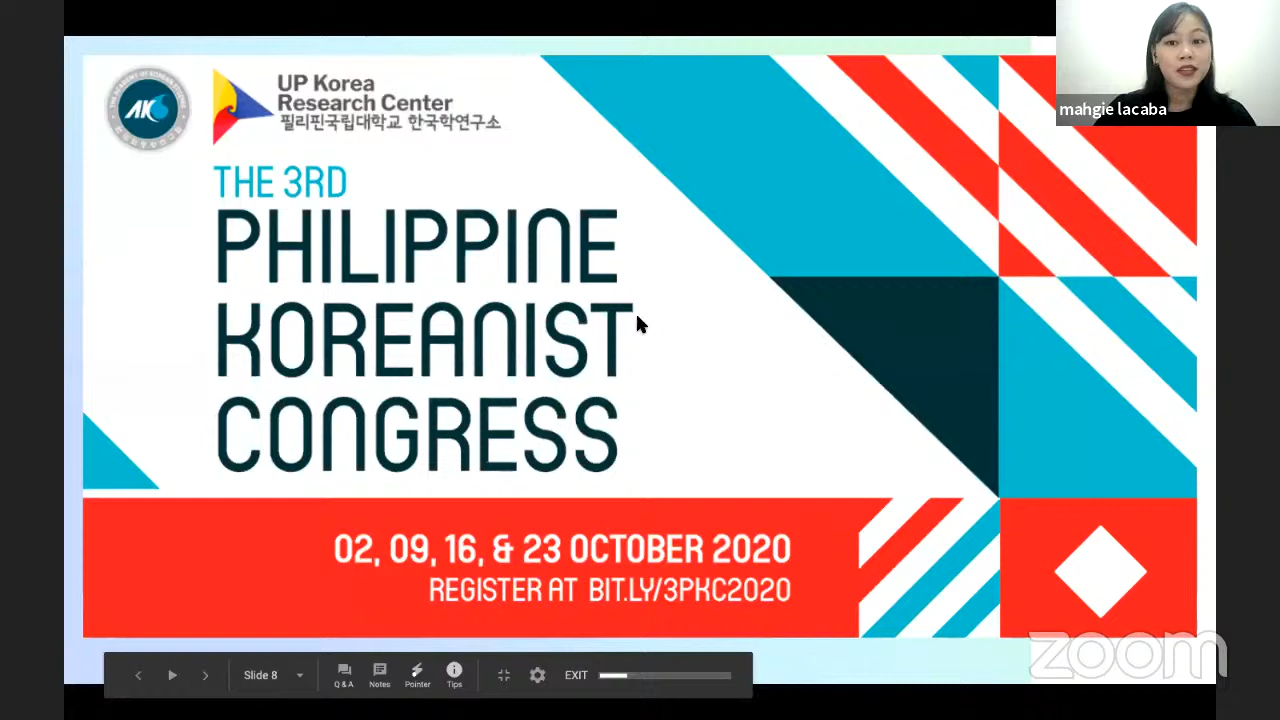 UP Korea
Research Center
필리핀국립대학교 한국학연구소
THE 3RD
PHILIPPINE
KOREANIST
CONGRESS
02, 09, 16, & 23 OCTOBER 2020
REGISTER AT BIT.LY/3PKC2020
mahgie lacaba
Slide 8
Q & A
Notes
Pointer
Tips
EXIT
zoom
AKS